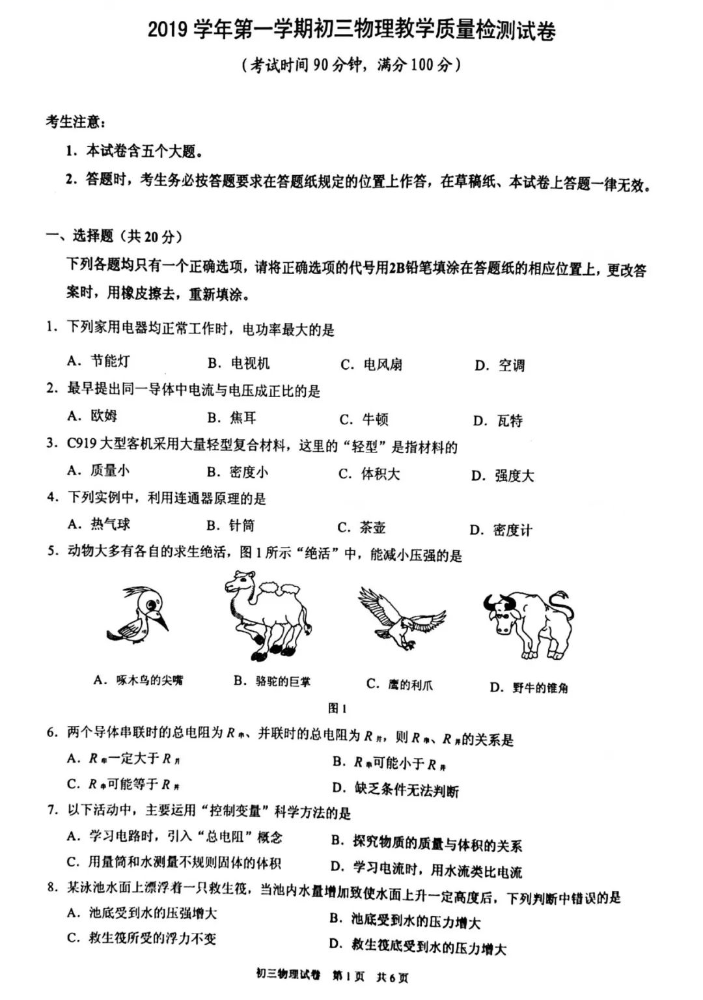 2019 学年第一学期初三物理教学质量检测试卷
（考试时间 90 分钟，满分 100 分）
考生注意：
1．本试卷含五个大题。
2．答题时，考生务必按答题要求在答题纸规定的位置上作答，在草稿纸、本试卷上答题一律无效。
一、选择题（共 20 分）
下列各题均只有一个正确选项，请将正确选项的代号用2B铅笔填涂在答题纸的相应位置上，更改答
案时，用橡皮擦去，重新填涂。
1．下列家用电器均正常工作时，电功率最大的是
A．节能灯 B．电视机 C．电风扇 D．空调
2．最早提出同一导体中电流与电压成正比的是
A．欧姆 B．焦耳 C．牛顿 D．瓦特
3．C919 大型客机采用大量轻型复合材料，这里的“轻型”是指材料的
A．质量小 B．密度小 C．体积大 D．强度大
4．下列实例中，利用连通器原理的是
A．热气球 B．针筒 C．茶壶 D．密度计
5．动物大多有各自的求生绝活，图 1 所示“绝活”中，能减小压强的是
A．啄木鸟的尖嘴 B．骆驼的巨掌 C．鹰的利爪 D．野牛的锥角
图 1
6．两个导体串联时的总电阻为 R串、并联时的总电阻为 R并，则 R串、R并的关系是
A．R串一定大于 R并 B．R串可能小于 R并
C．R串可能等于 R并 D．缺乏条件无法判断
7．以下活动中，主要运用“控制变量”科学方法的是
A．学习电路时，引入“总电阻”概念 B．探究物质的质量与体积的关系
C．用量筒和水测量不规则固体的体积 D．学习电流时，用水流类比电流
8．某泳池水面上漂浮着一只救生筏，当池内水量增加致使水面上升一定高度后，下列判断中错误的是
A．池底受到水的压强增大 B．池底受到水的压力增大
C．救生筏所受的浮力不变 D．救生筏底受到水的压力增大
初三物理试卷 第 1 页 共 6 页